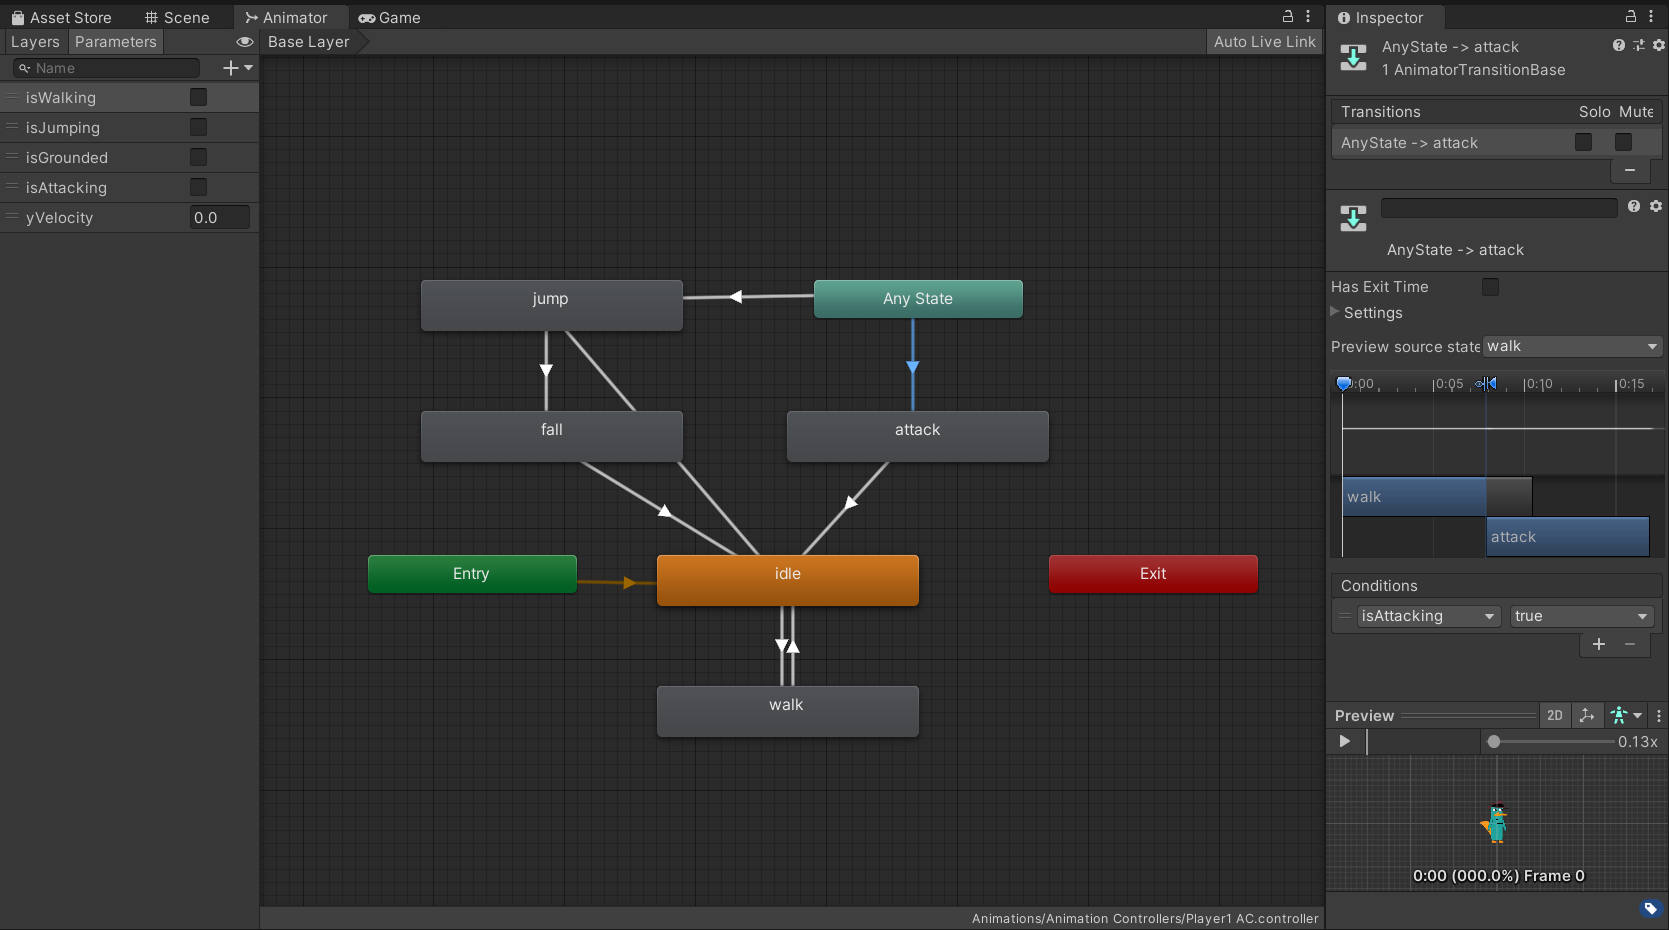 Asset Store
Scene
Animator
Game
Inspector
Layers
Parameters
Base Layer
Auto Live Link
Name
isWalking
isJumping
isGrounded
isAttacking
yVelocity
0.0
jump
Any State
fall
attack
Entry
idle
Exit
walk
Animations/Animation Controllers/Player1 AC.controller
AnyState -> attack
1 AnimatorTransitionBase
Transitions Solo Mute
AnyState -> attack
AnyState -> attack
Has Exit Time
Settings
Preview source state walk
0:00 0:05 0:10 0:15
walk
attack
Conditions
isAttacking true
Preview 2D
0.13x
0:00 (000.0%) Frame 0